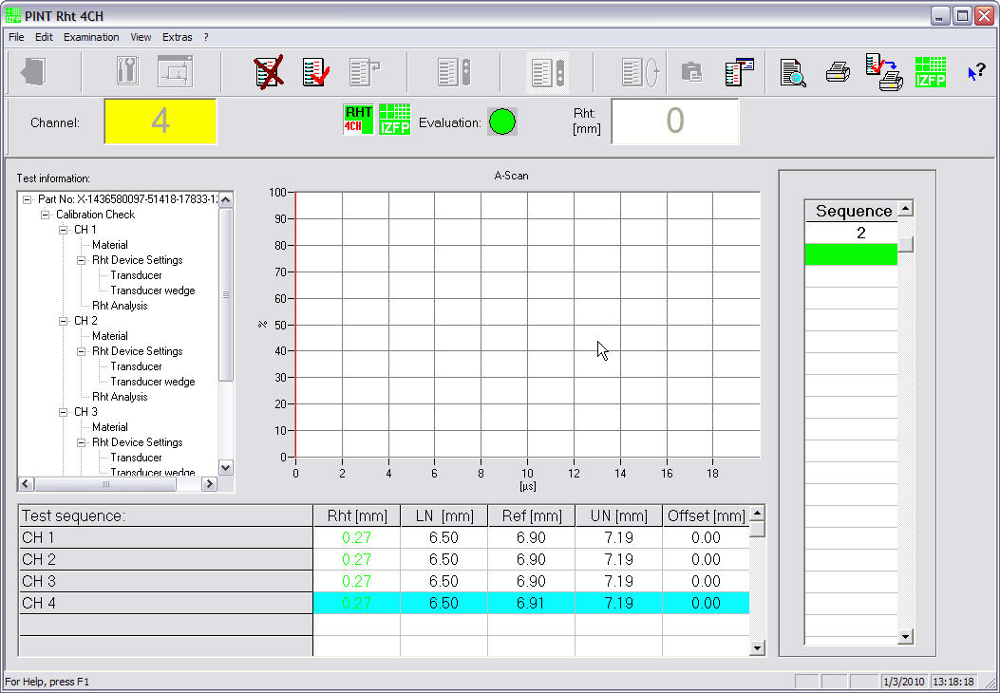 PINT Rht 4CH
File Edit Examination View Extras ?
IZFP
Channel: 4
RHT 4CH IZFP
Evaluation:
Rht: [mm] 0
Test information:
Part No: X-1436580097-51418-17833-1
Calibration Check
CH 1
Material
Rht Device Settings
Transducer
Transducer wedge
Rht Analysis
CH 2
Material
Rht Device Settings
Transducer
Transducer wedge
Rht Analysis
CH 3
Material
Rht Device Settings
Transducer
Transducer wedge
A-Scan
100
90
80
70
60
% 50
40
30
20
10
0
0 2 4 6 8 10 12 14 16 18
[µs]
Sequence
2
Test sequence: Rht [mm] LN [mm] Ref [mm] UN [mm] Offset [mm]
CH 1 0.27 6.50 6.90 7.19 0.00
CH 2 0.27 6.50 6.90 7.19 0.00
CH 3 0.27 6.50 6.90 7.19 0.00
CH 4 0.27 6.50 6.91 7.19 0.00
For Help, press F1 1/3/2010 13:18:18